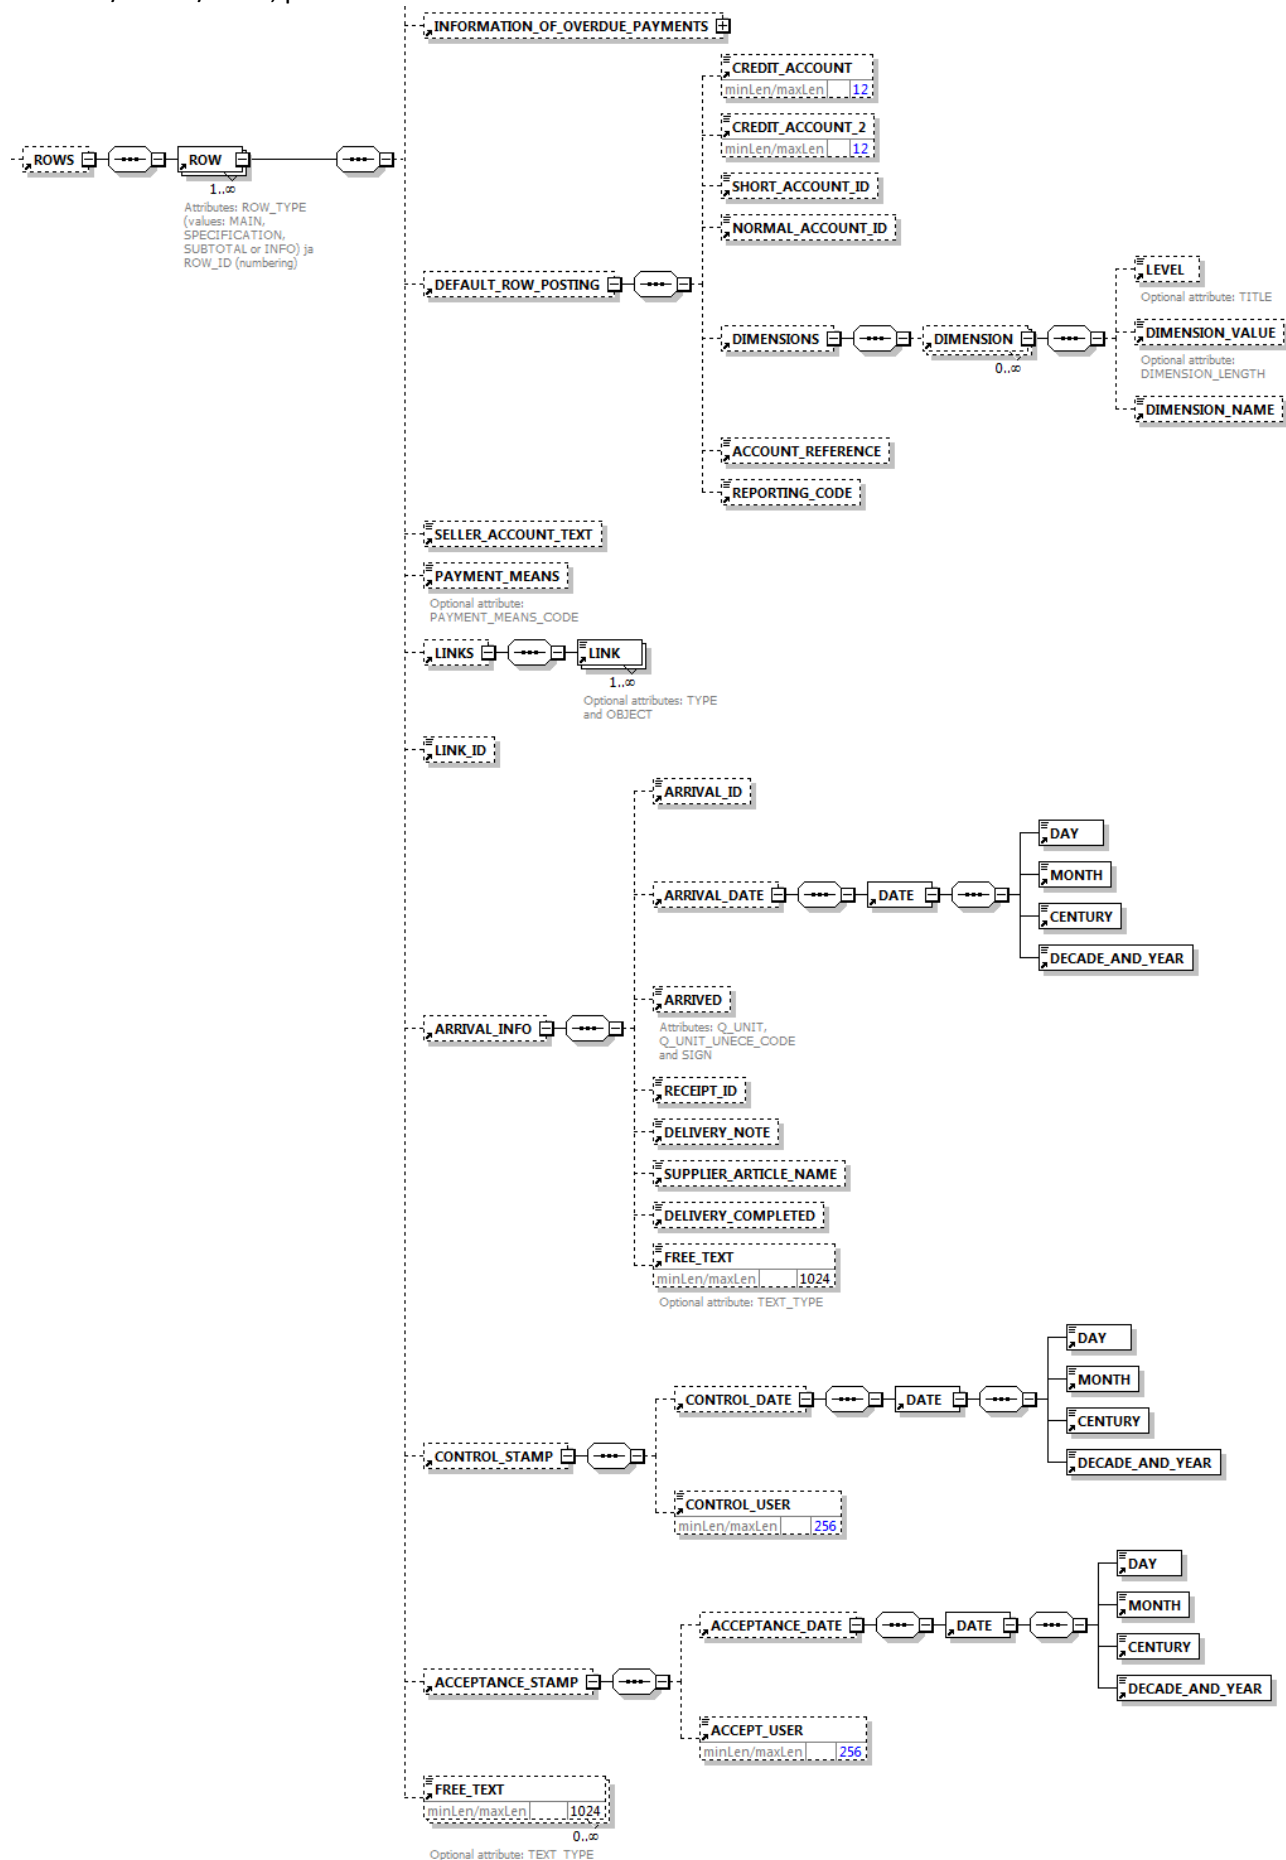 INFORMATION_OF_OVERDUE_PAYMENTS
CREDIT_ACCOUNT
minLen/maxLen 12
CREDIT_ACCOUNT_2
minLen/maxLen 12
ROWS
ROW
1..∞
Attributes: ROW_TYPE
(values: MAIN,
SPECIFICATION,
SUBTOTAL or INFO) ja
ROW_ID (numbering)
SHORT_ACCOUNT_ID
NORMAL_ACCOUNT_ID
DEFAULT_ROW_POSTING
LEVEL
Optional attribute: TITLE
DIMENSIONS
DIMENSION
0..∞
DIMENSION_VALUE
Optional attribute:
DIMENSION_LENGTH
DIMENSION_NAME
ACCOUNT_REFERENCE
REPORTING_CODE
SELLER_ACCOUNT_TEXT
PAYMENT_MEANS
Optional attribute:
PAYMENT_MEANS_CODE
LINKS
LINK
1..∞
Optional attributes: TYPE
and OBJECT
LINK_ID
ARRIVAL_ID
ARRIVAL_DATE
DATE
DAY
MONTH
CENTURY
DECADE_AND_YEAR
ARRIVED
Attributes: Q_UNIT,
Q_UNIT_UNECE_CODE
and SIGN
ARRIVAL_INFO
RECEIPT_ID
DELIVERY_NOTE
SUPPLIER_ARTICLE_NAME
DELIVERY_COMPLETED
FREE_TEXT
minLen/maxLen 1024
Optional attribute: TEXT_TYPE
CONTROL_DATE
DATE
DAY
MONTH
CENTURY
DECADE_AND_YEAR
CONTROL_STAMP
CONTROL_USER
minLen/maxLen 256
ACCEPTANCE_DATE
DATE
DAY
MONTH
CENTURY
DECADE_AND_YEAR
ACCEPTANCE_STAMP
ACCEPT_USER
minLen/maxLen 256
FREE_TEXT
minLen/maxLen 1024
0..∞
Optional attribute: TEXT_TYPE